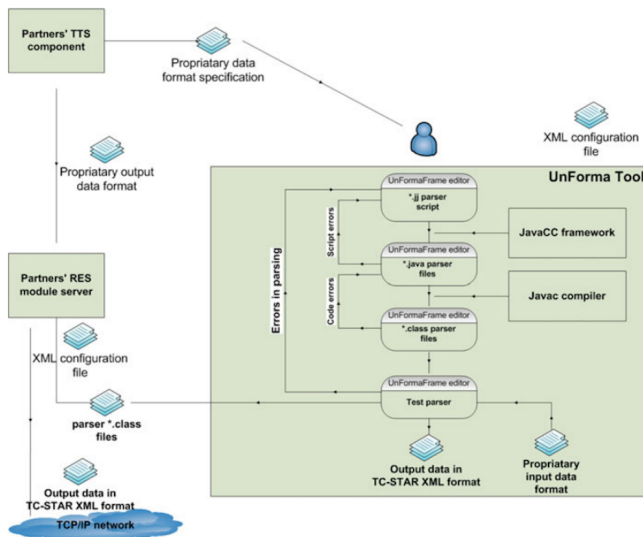 Partners' TTS
component
Propriatary data
format specification
XML configuration
file
Propriatary output
data format
UnForma Tool
UnFormaFrame editor
*.jj parser
script
Script errors
JavaCC framework
UnFormaFrame editor
*.java parser
files
Errors in parsing
Code errors
Javac compiler
Partners' RES
module server
UnFormaFrame editor
*.class parser
files
XML configuration
file
UnFormaFrame editor
Test parser
parser *.class
files
Output data in
TC-STAR XML format
Propriatary
input data
format
Output data in
TC-STAR XML format
TCP/IP network